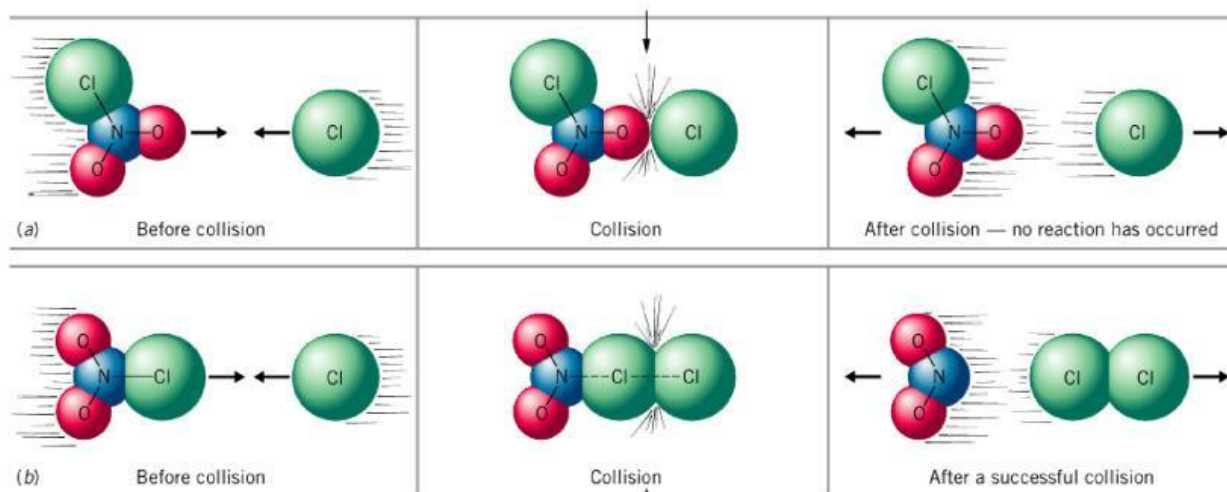 Cl
N
O
O
Cl
Cl
N
O
O
Cl
Cl
N
O
O
Cl
(a)
Before collision
Collision
After collision — no reaction has occurred
O
N
Cl
O
Cl
O
N
Cl
Cl
O
O
N
O
Cl
Cl
(b)
Before collision
Collision
After a successful collision